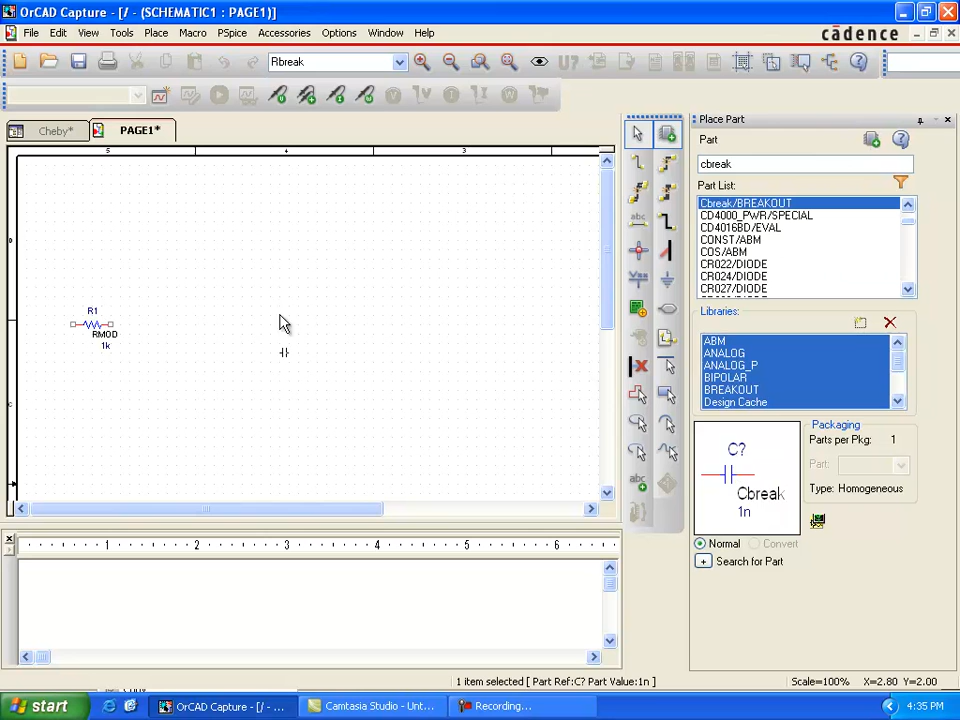 OrCAD Capture - [/ - (SCHEMATIC1 : PAGE1)]
File Edit View Tools Place Macro PSpice Accessories Options Window Help
cādence
Rbreak
U?
Cheby*
PAGE1*
5 4 3
D
C
R1
RMOD
1k
abc
abc
Place Part
Part
cbreak
Part List:
Cbreak/BREAKOUT
CD4000_PWR/SPECIAL
CD4016BD/EVAL
CONST/ABM
COS/ABM
CR022/DIODE
CR024/DIODE
CR027/DIODE
Libraries:
ABM
ANALOG
ANALOG_P
BIPOLAR
BREAKOUT
Design Cache
C?
Cbreak
1n
Packaging
Parts per Pkg: 1
Part:
Type: Homogeneous
Normal Convert
+ Search for Part
1 2 3 4 5 6
1 item selected [ Part Ref:C? Part Value:1n ]
Scale=100% X=2.80 Y=2.00
start
OrCAD Capture - [/ - ...
Camtasia Studio - Unt...
Recording...
4:35 PM